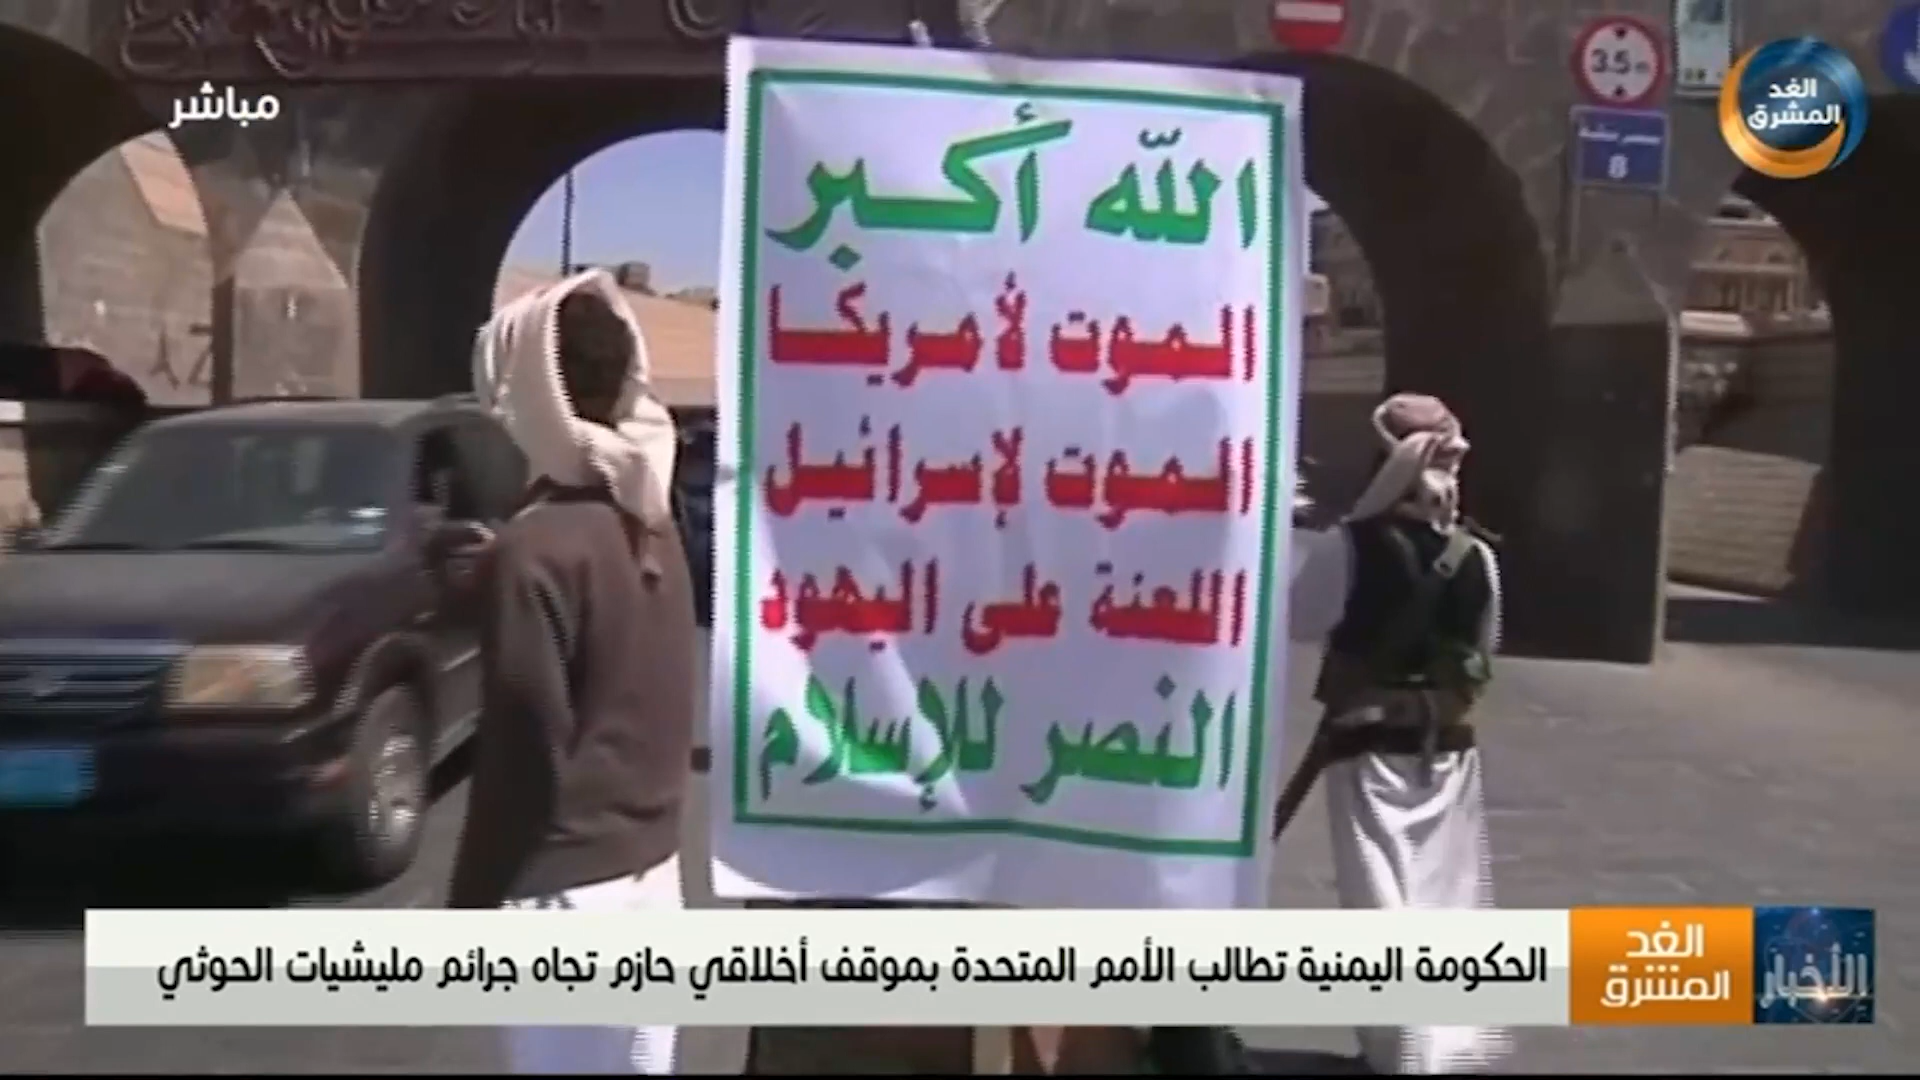 مباشر
3.5 m
8
الغد
المشرق
الله أكبر
الموت لأمريكا
الموت لإسرائيل
اللعنة على اليهود
النصر للإسلام
الحكومة اليمنية تطالب الأمم المتحدة بموقف أخلاقي حازم تجاه جرائم مليشيات الحوثي
الغد
المشرق
الأخبار